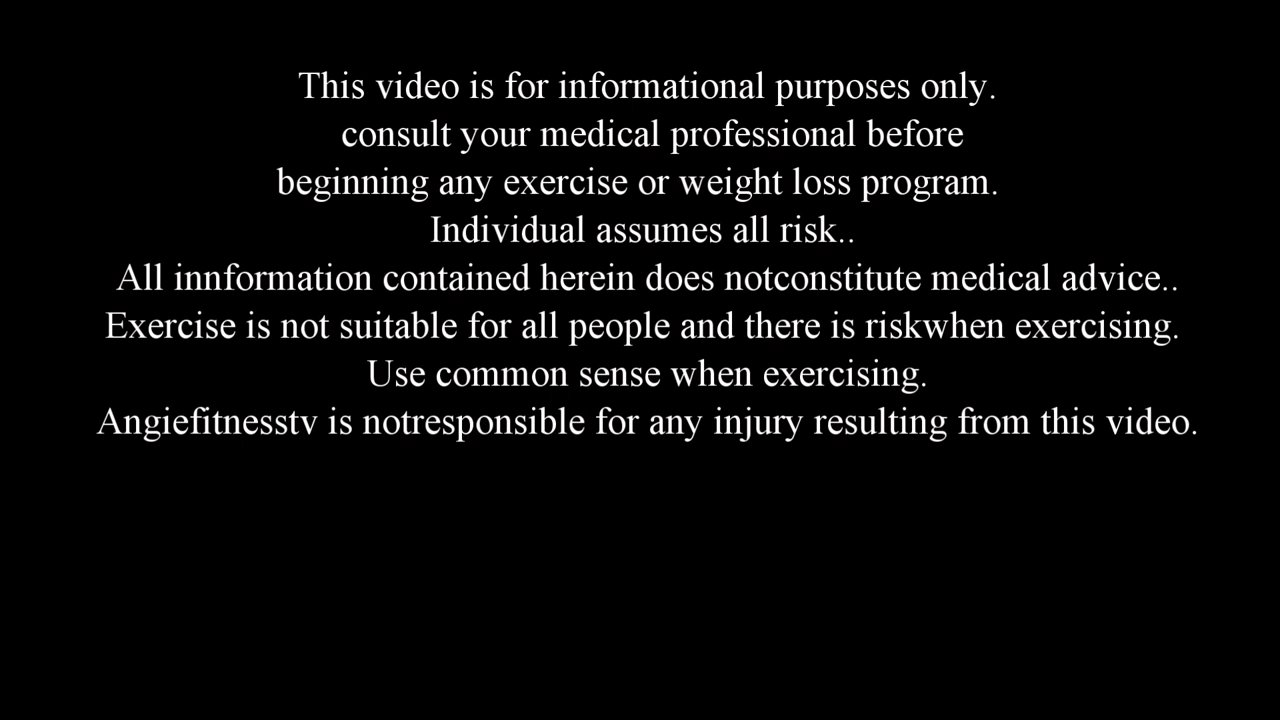 This video is for informational purposes only.
consult your medical professional before
beginning any exercise or weight loss program.
Individual assumes all risk..
All innformation contained herein does notconstitute medical advice..
Exercise is not suitable for all people and there is riskwhen exercising.
Use common sense when exercising.
Angiefitnesstv is notresponsible for any injury resulting from this video.